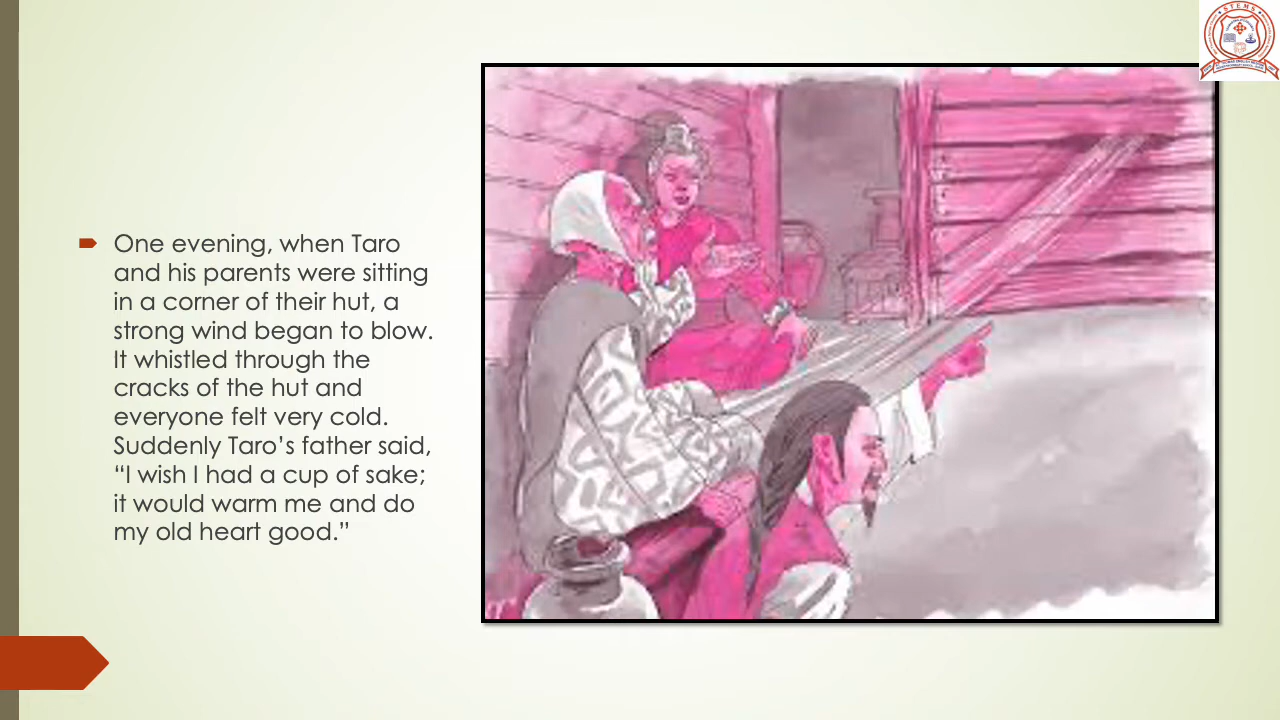 STEMS
One evening, when Taro
and his parents were sitting
in a corner of their hut, a
strong wind began to blow.
It whistled through the
cracks of the hut and
everyone felt very cold.
Suddenly Taro’s father said,
“I wish I had a cup of sake;
it would warm me and do
my old heart good.”